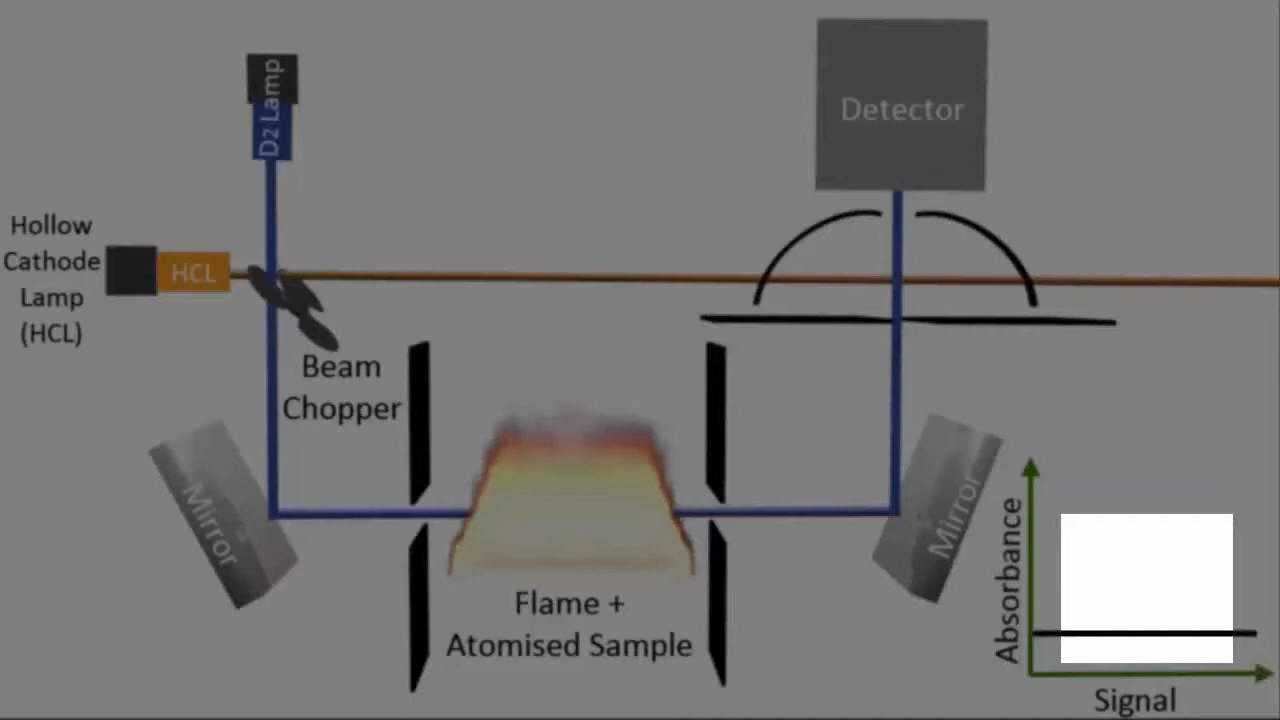 D2 Lamp
Detector
Hollow
Cathode
Lamp
(HCL)
HCL
Beam
Chopper
Mirror
Mirror
Flame +
Atomised Sample
Absorbance
Signal